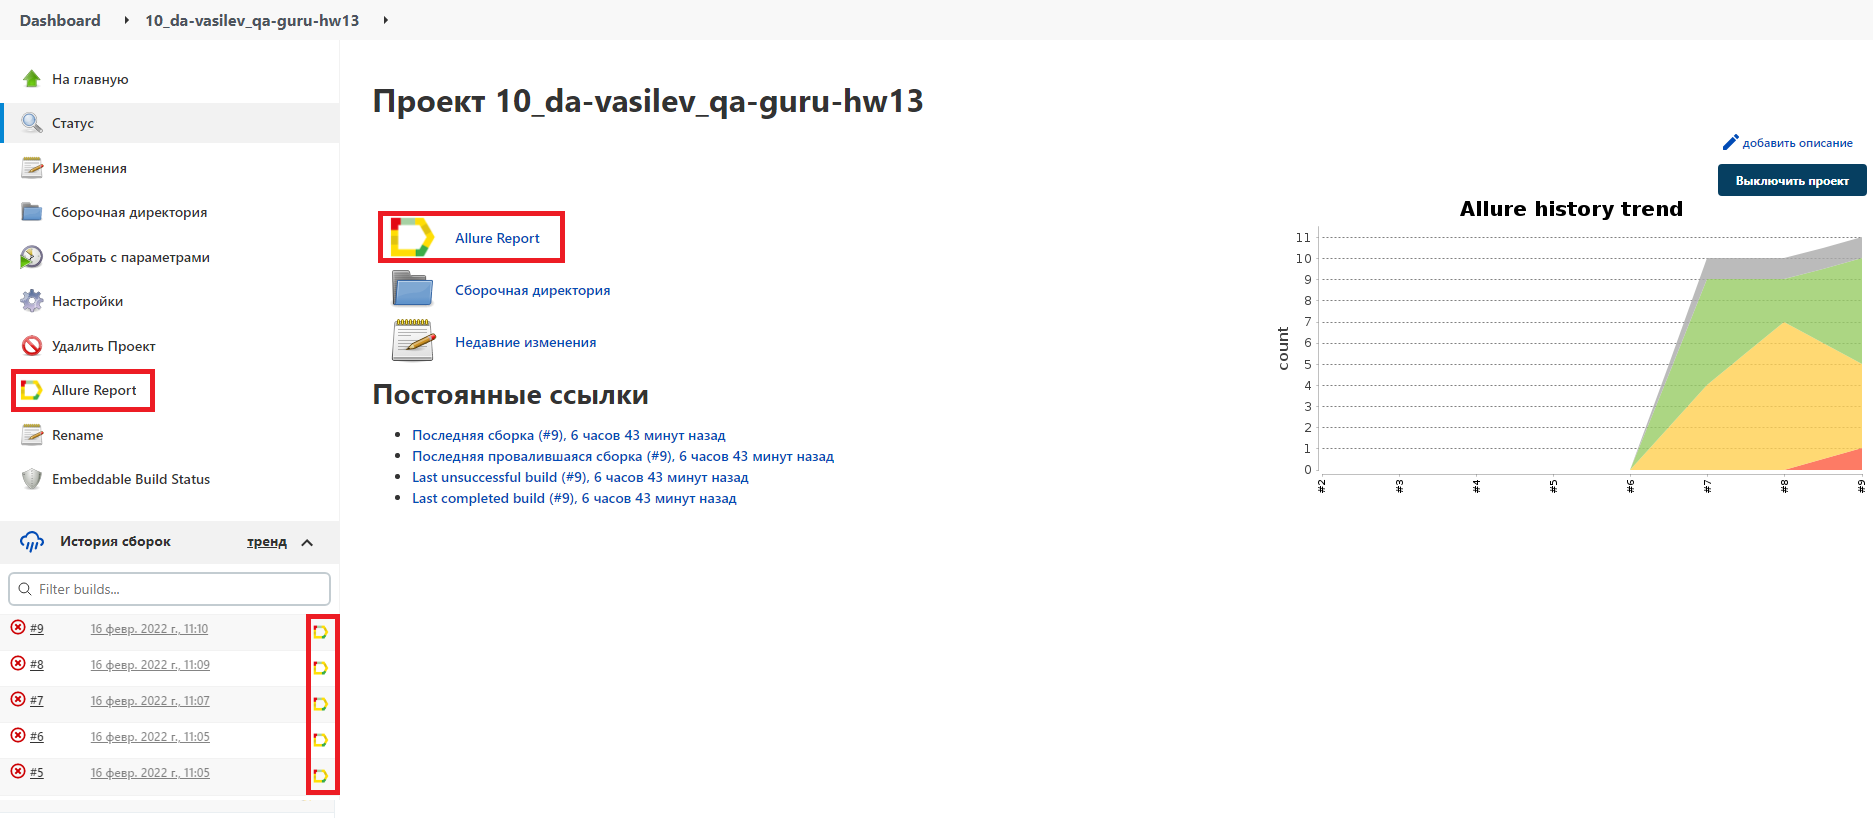 Dashboard
10_da-vasilev_qa-guru-hw13
На главную
Статус
Изменения
Сборочная директория
Собрать с параметрами
Настройки
Удалить Проект
Allure Report
Rename
Embeddable Build Status
История сборок
тренд
Filter builds...
#9 16 февр. 2022 г., 11:10
#8 16 февр. 2022 г., 11:09
#7 16 февр. 2022 г., 11:07
#6 16 февр. 2022 г., 11:05
#5 16 февр. 2022 г., 11:05
Проект 10_da-vasilev_qa-guru-hw13
добавить описание
Выключить проект
Allure Report
Сборочная директория
Недавние изменения
Постоянные ссылки
Последняя сборка (#9), 6 часов 43 минут назад
Последняя провалившаяся сборка (#9), 6 часов 43 минут назад
Last unsuccessful build (#9), 6 часов 43 минут назад
Last completed build (#9), 6 часов 43 минут назад
Allure history trend
count
11
10
9
8
7
6
5
4
3
2
1
0
#2 #3 #4 #5 #6 #7 #8 #9